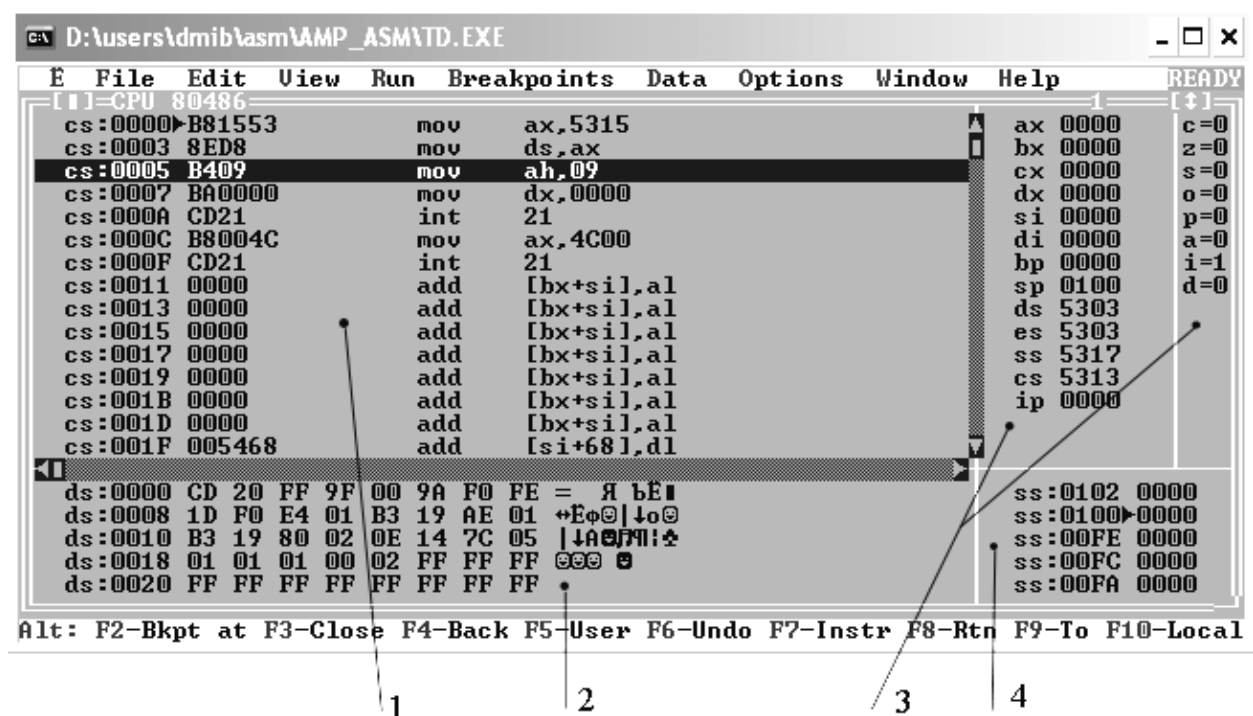 D:\users\dmib\asm\AMP_ASM\TD.EXE
Ë File Edit View Run Breakpoints Data Options Window Help READY
[▮]=CPU 80486 1 [↕]
cs:0000►B81553 mov ax,5315 ax 0000 c=0
cs:0003 8ED8 mov ds,ax bx 0000 z=0
cs:0005 B409 mov ah,09 cx 0000 s=0
cs:0007 BA0000 mov dx,0000 dx 0000 o=0
cs:000A CD21 int 21 si 0000 p=0
cs:000C B8004C mov ax,4C00 di 0000 a=0
cs:000F CD21 int 21 bp 0000 i=1
cs:0011 0000 add [bx+si],al sp 0100 d=0
cs:0013 0000 add [bx+si],al ds 5303
cs:0015 0000 add [bx+si],al es 5303
cs:0017 0000 add [bx+si],al ss 5317
cs:0019 0000 add [bx+si],al cs 5313
cs:001B 0000 add [bx+si],al ip 0000
cs:001D 0000 add [bx+si],al
cs:001F 005468 add [si+68],dl
ds:0000 CD 20 FF 9F 00 9A F0 FE = Я ЪЁ▮ ss:0102 0000
ds:0008 1D F0 E4 01 B3 19 AE 01 ↔Ëф☺|↓о☺ ss:0100►0000
ds:0010 B3 19 80 02 0E 14 7C 05 |↓А☻♫¶¦♣ ss:00FE 0000
ds:0018 01 01 01 00 02 FF FF FF ☺☺☺ ☻ ss:00FC 0000
ds:0020 FF FF FF FF FF FF FF FF ss:00FA 0000
Alt: F2-Bkpt at F3-Close F4-Back F5-User F6-Undo F7-Instr F8-Rtn F9-To F10-Local
1 2 3 4